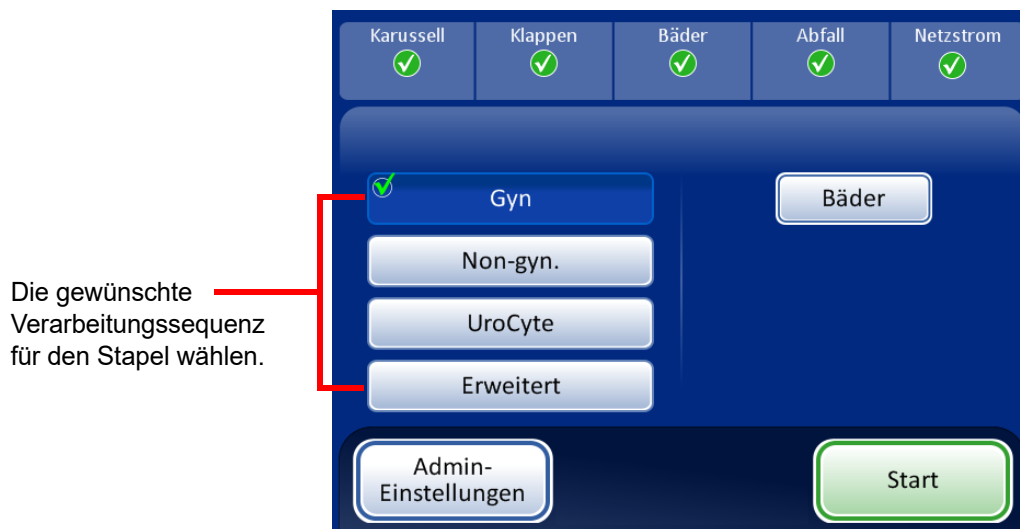 Karussell
Klappen
Bäder
Abfall
Netzstrom
Gyn
Bäder
Non-gyn.
UroCyte
Erweitert
Die gewünschte
Verarbeitungssequenz
für den Stapel wählen.
Admin-
Einstellungen
Start